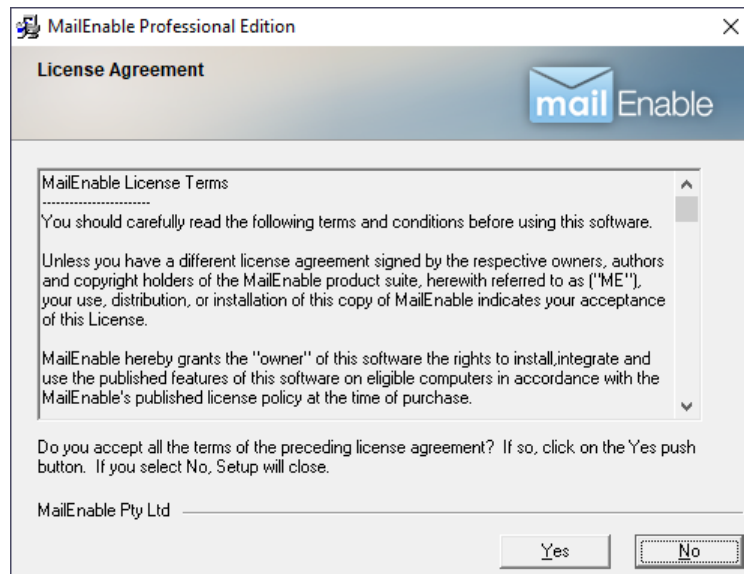 MailEnable Professional Edition
License Agreement
mail Enable
MailEnable License Terms
------------------------
You should carefully read the following terms and conditions before using this software.
Unless you have a different license agreement signed by the respective owners, authors
and copyright holders of the MailEnable product suite, herewith referred to as ("ME"),
your use, distribution, or installation of this copy of MailEnable indicates your acceptance
of this License.
MailEnable hereby grants the "owner" of this software the rights to install,integrate and
use the published features of this software on eligible computers in accordance with the
MailEnable's published license policy at the time of purchase.
Do you accept all the terms of the preceding license agreement?  If so, click on the Yes push
button.  If you select No, Setup will close.
MailEnable Pty Ltd
Yes
No